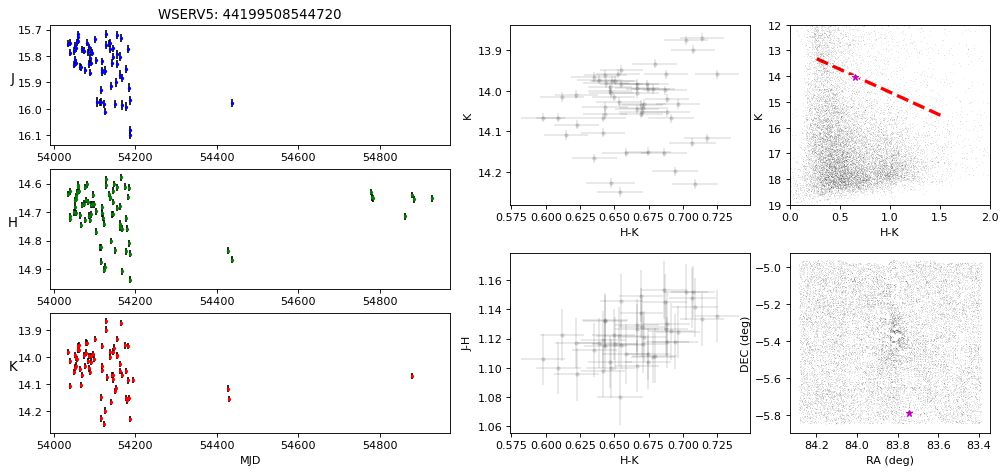 WSERV5: 44199508544720
15.7
15.8
15.9
16.0
16.1
J
54000 54200 54400 54600 54800
14.6
14.7
14.8
14.9
H
54000 54200 54400 54600 54800
13.9
14.0
14.1
14.2
K
54000 54200 54400 54600 54800
MJD
13.9
14.0
14.1
14.2
K
0.575 0.600 0.625 0.650 0.675 0.700 0.725
H-K
12
13
14
15
16
17
18
19
K
0.0 0.5 1.0 1.5 2.0
H-K
1.16
1.14
1.12
1.10
1.08
1.06
J-H
0.575 0.600 0.625 0.650 0.675 0.700 0.725
H-K
−5.0
−5.2
−5.4
−5.6
−5.8
DEC (deg)
84.2 84.0 83.8 83.6 83.4
RA (deg)